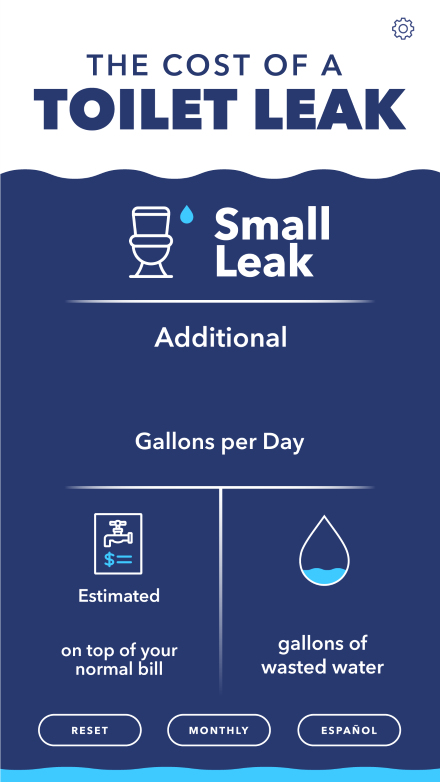 THE COST OF A
TOILET LEAK
Small
Leak
Additional
Gallons per Day
$=
Estimated
on top of your
normal bill
gallons of
wasted water
RESET
MONTHLY
ESPAÑOL